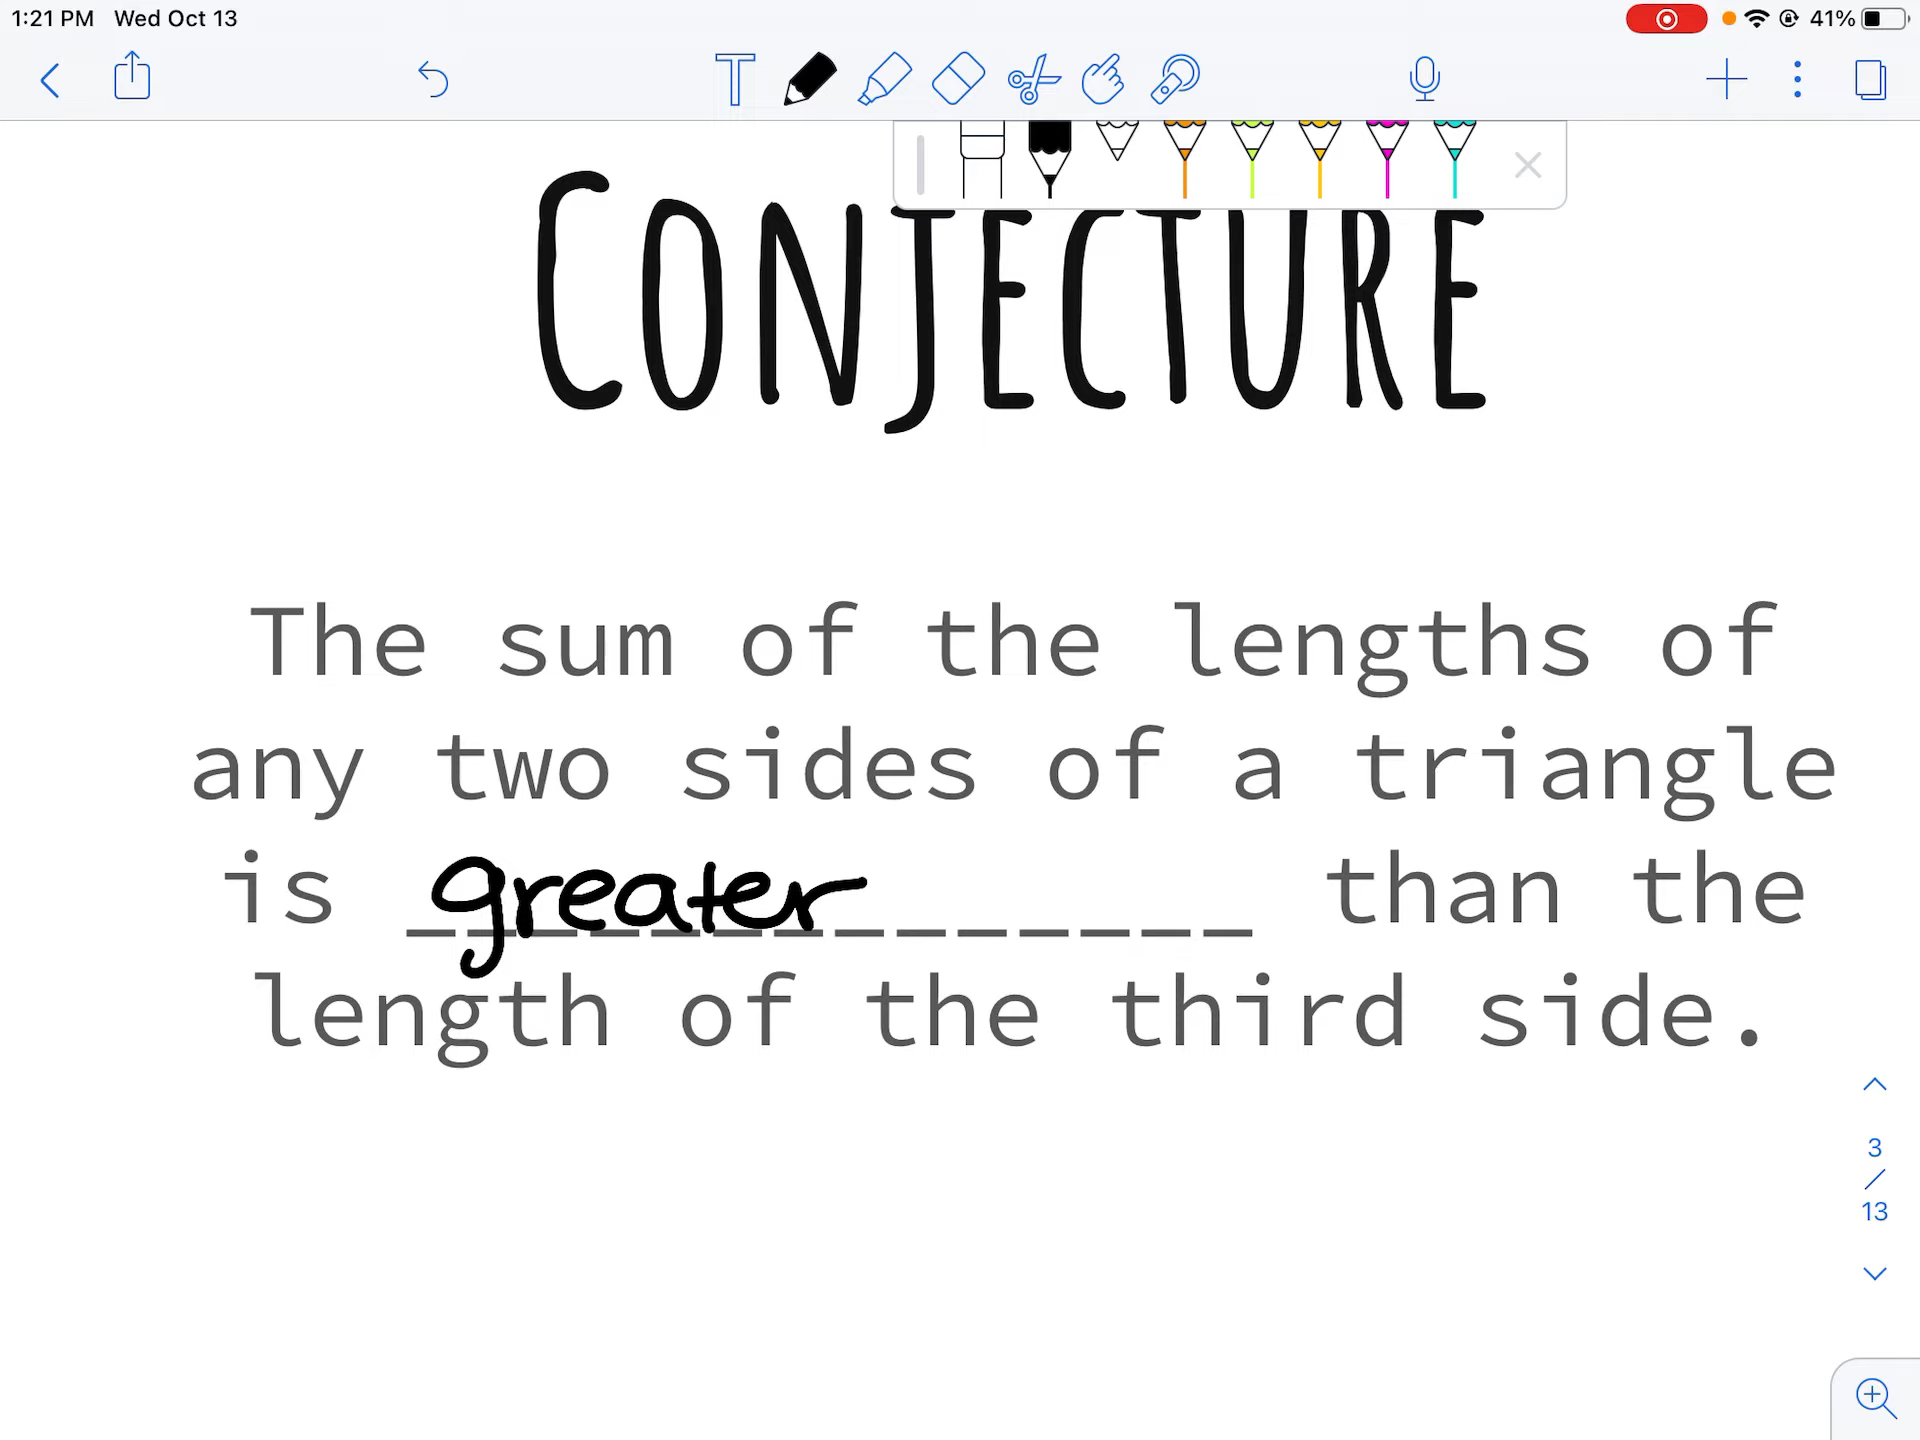 1:21 PM Wed Oct 13 41%
CONJECTURE
The sum of the lengths of
any two sides of a triangle
is greater than the
length of the third side.
3
/
13